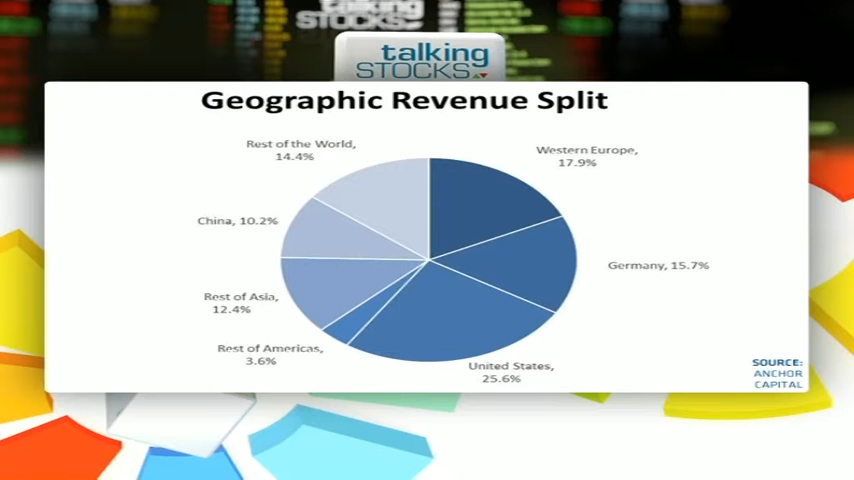 talking
STOCKS
talking
STOCKS
Geographic Revenue Split
Rest of the World,
14.4%
Western Europe,
17.9%
China, 10.2%
Germany, 15.7%
Rest of Asia,
12.4%
Rest of Americas,
3.6%
United States,
25.6%
SOURCE:
ANCHOR
CAPITAL